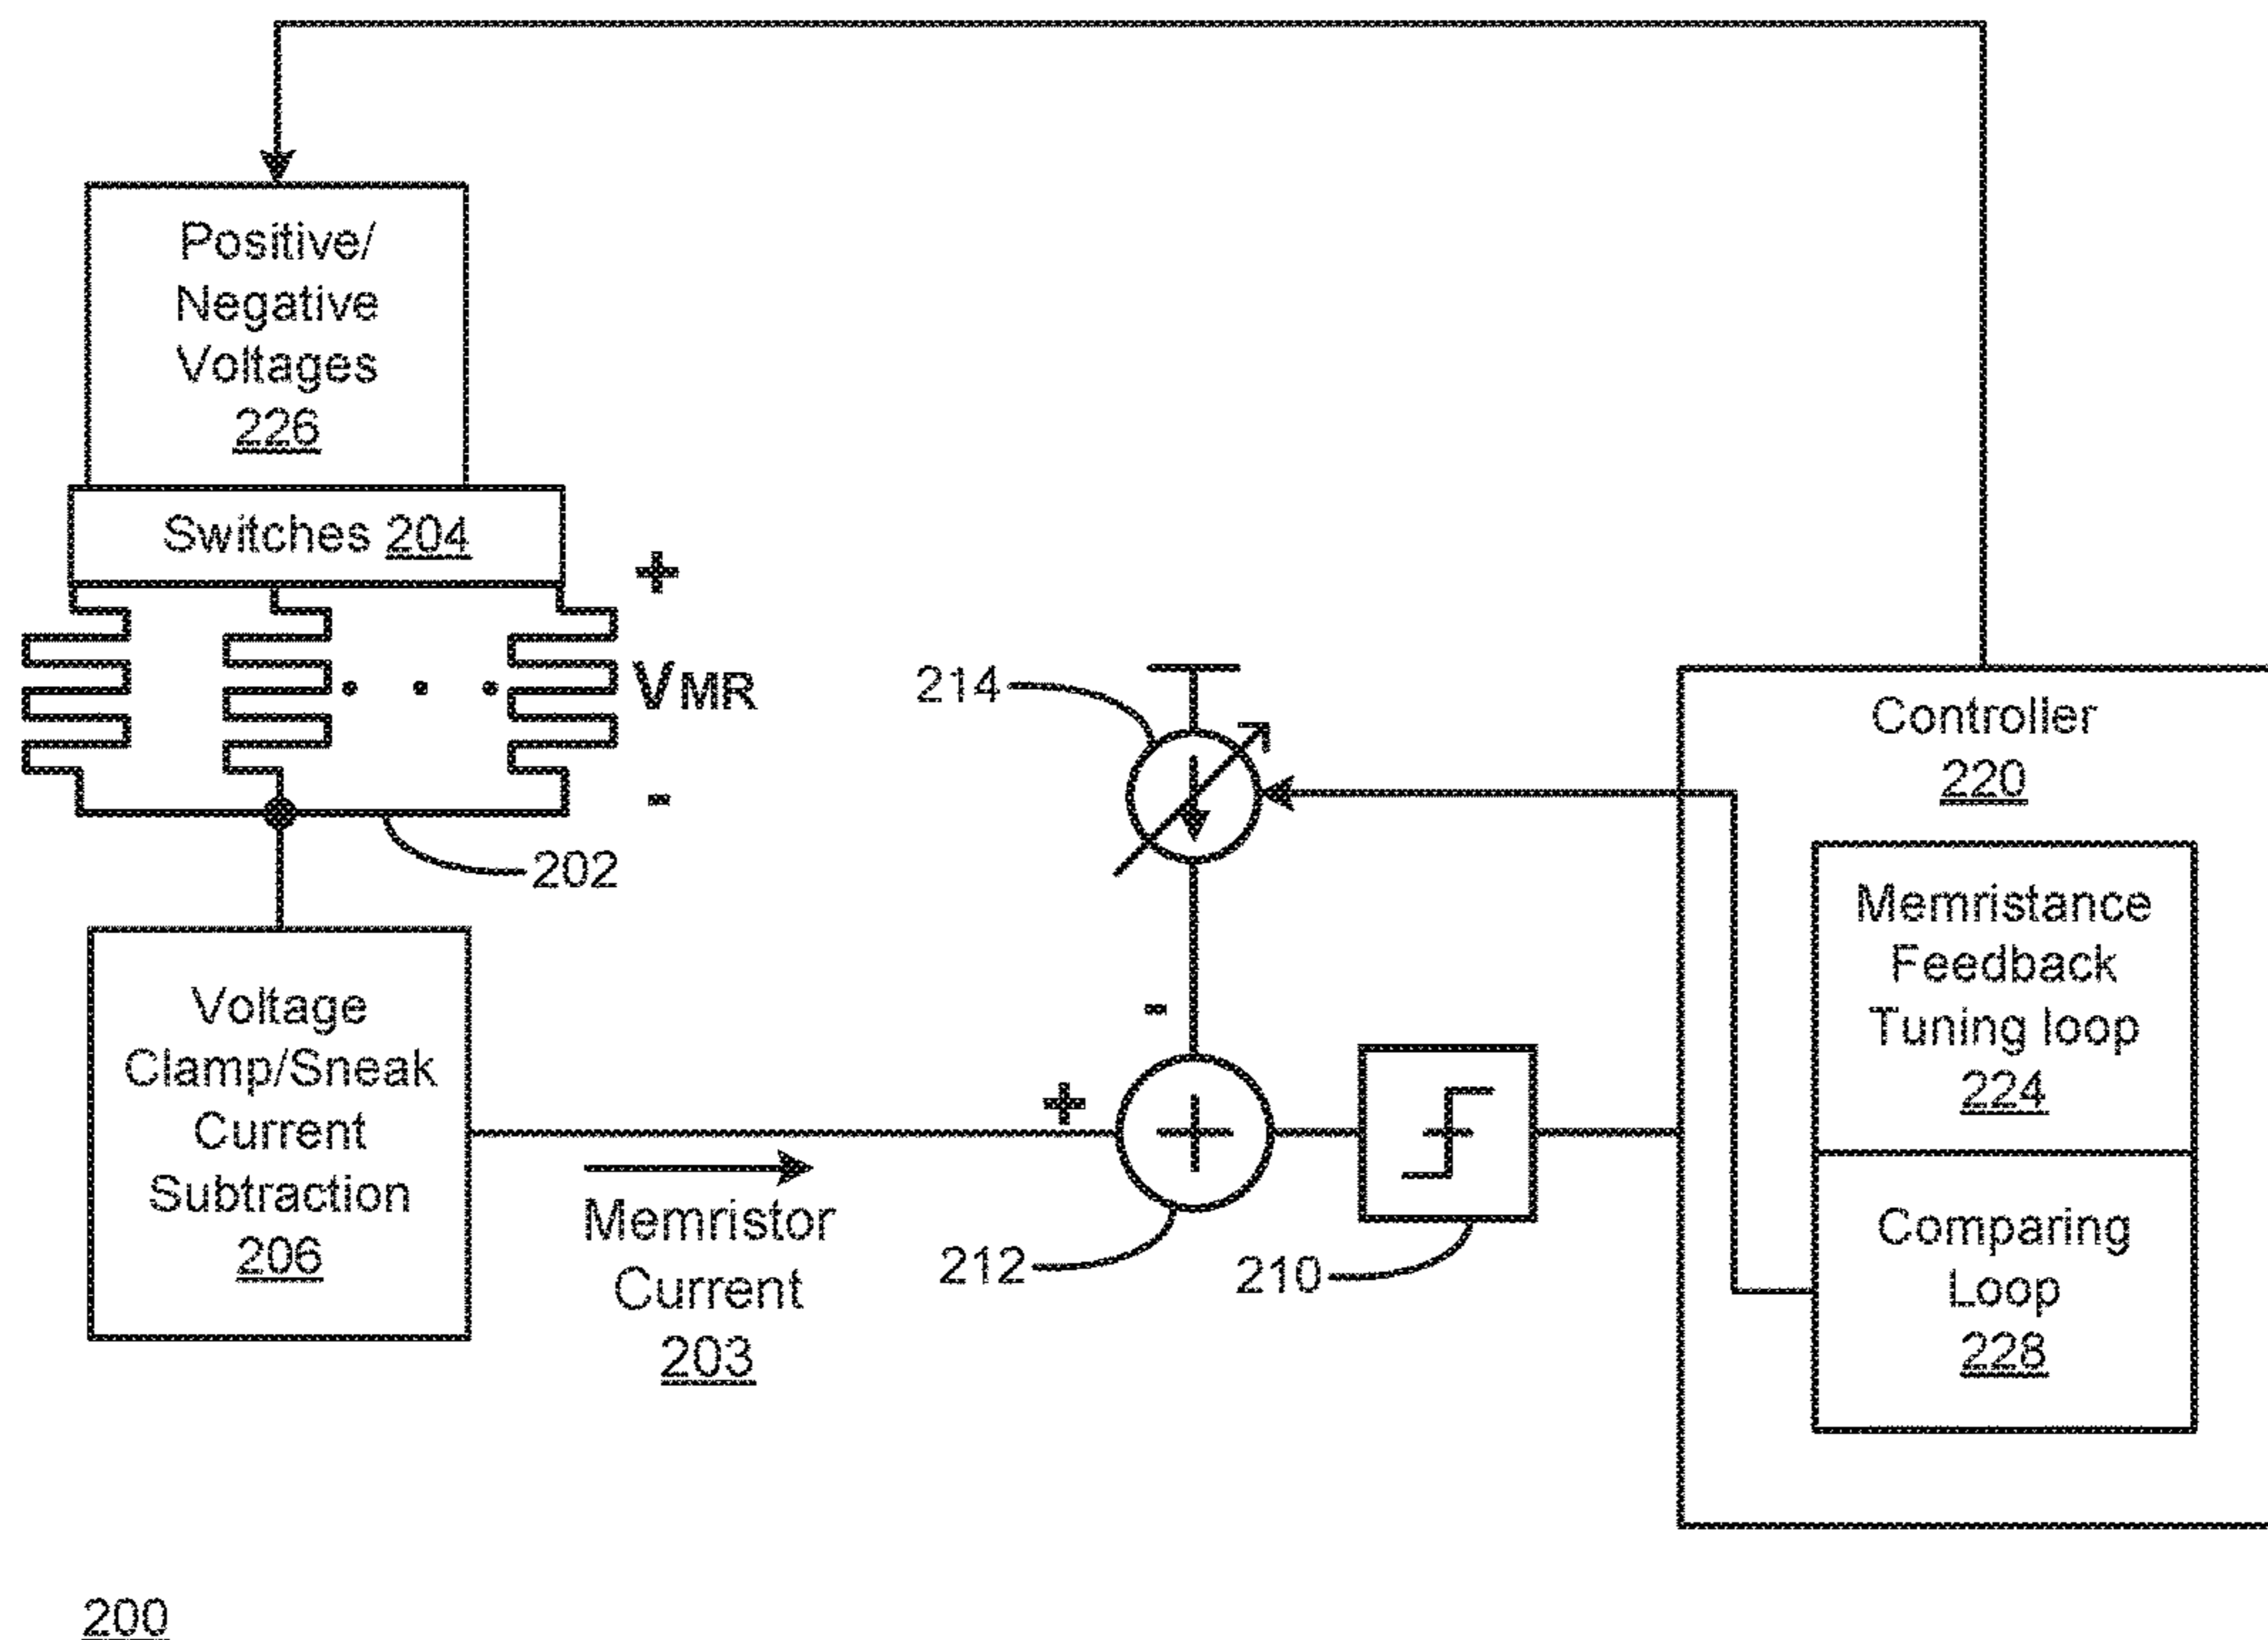 Positive/
Negative
Voltages
226
Switches 204
+
VMR
-
202
Voltage
Clamp/Sneak
Current
Subtraction
206
Memristor
Current
203
214
-
+
212
210
Controller
220
Memristance
Feedback
Tuning loop
224
Comparing
Loop
228
200